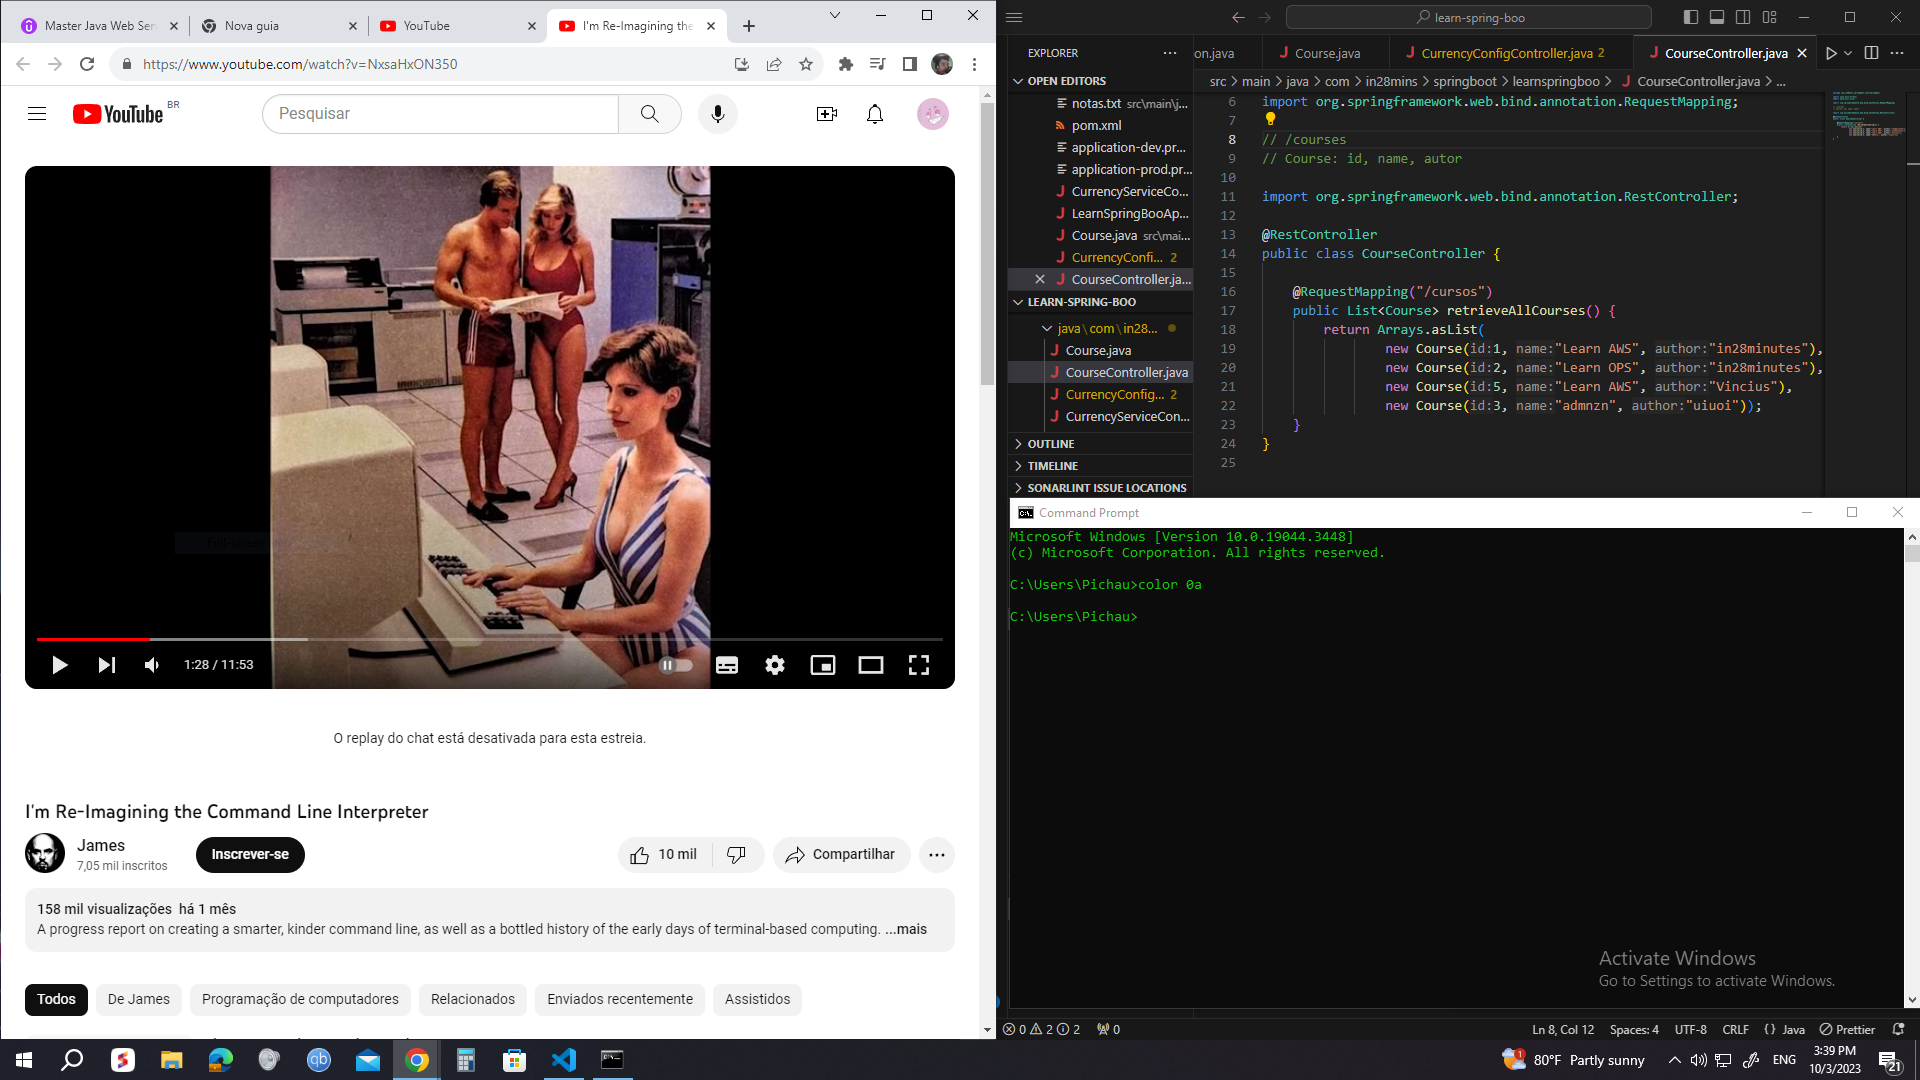 Master Java Web Ser
Nova guia
YouTube
I'm Re-Imagining the
https://www.youtube.com/watch?v=NxsaHxON350
YouTube BR
Pesquisar
1:28 / 11:53
O replay do chat está desativada para esta estreia.
I'm Re-Imagining the Command Line Interpreter
James
7,05 mil inscritos
Inscrever-se
10 mil
Compartilhar
158 mil visualizações há 1 mês
A progress report on creating a smarter, kinder command line, as well as a bottled history of the early days of terminal-based computing. ...mais
Todos
De James
Programação de computadores
Relacionados
Enviados recentemente
Assistidos
learn-spring-boo
EXPLORER
on.java
Course.java
CurrencyConfigController.java 2
CourseController.java
src > main > java > com > in28mins > springboot > learnspringboo > CourseController.java > ...
OPEN EDITORS
notas.txt src\main\j...
pom.xml
application-dev.pr...
application-prod.pr...
CurrencyServiceCo...
LearnSpringBooAp...
Course.java src\mai...
CurrencyConfi... 2
CourseController.ja...
LEARN-SPRING-BOO
java\com\in28...
Course.java
CourseController.java
CurrencyConfig... 2
CurrencyServiceCon...
OUTLINE
TIMELINE
SONARLINT ISSUE LOCATIONS
6 import org.springframework.web.bind.annotation.RequestMapping;
7
8 // /courses
9 // Course: id, name, autor
10
11 import org.springframework.web.bind.annotation.RestController;
12
13 @RestController
14 public class CourseController {
15
16 @RequestMapping("/cursos")
17 public List<Course> retrieveAllCourses() {
18 return Arrays.asList(
19 new Course(id:1, name:"Learn AWS", author:"in28minutes"),
20 new Course(id:2, name:"Learn OPS", author:"in28minutes"),
21 new Course(id:5, name:"Learn AWS", author:"Vincius"),
22 new Course(id:3, name:"admnzn", author:"uiuoi"));
23 }
24 }
25
Command Prompt
Microsoft Windows [Version 10.0.19044.3448]
(c) Microsoft Corporation. All rights reserved.
C:\Users\Pichau>color 0a
C:\Users\Pichau>
Activate Windows
Go to Settings to activate Windows.
0 2 2 0
Ln 8, Col 12
Spaces: 4
UTF-8
CRLF
{} Java
Prettier
80°F Partly sunny
ENG
3:39 PM
10/3/2023
21